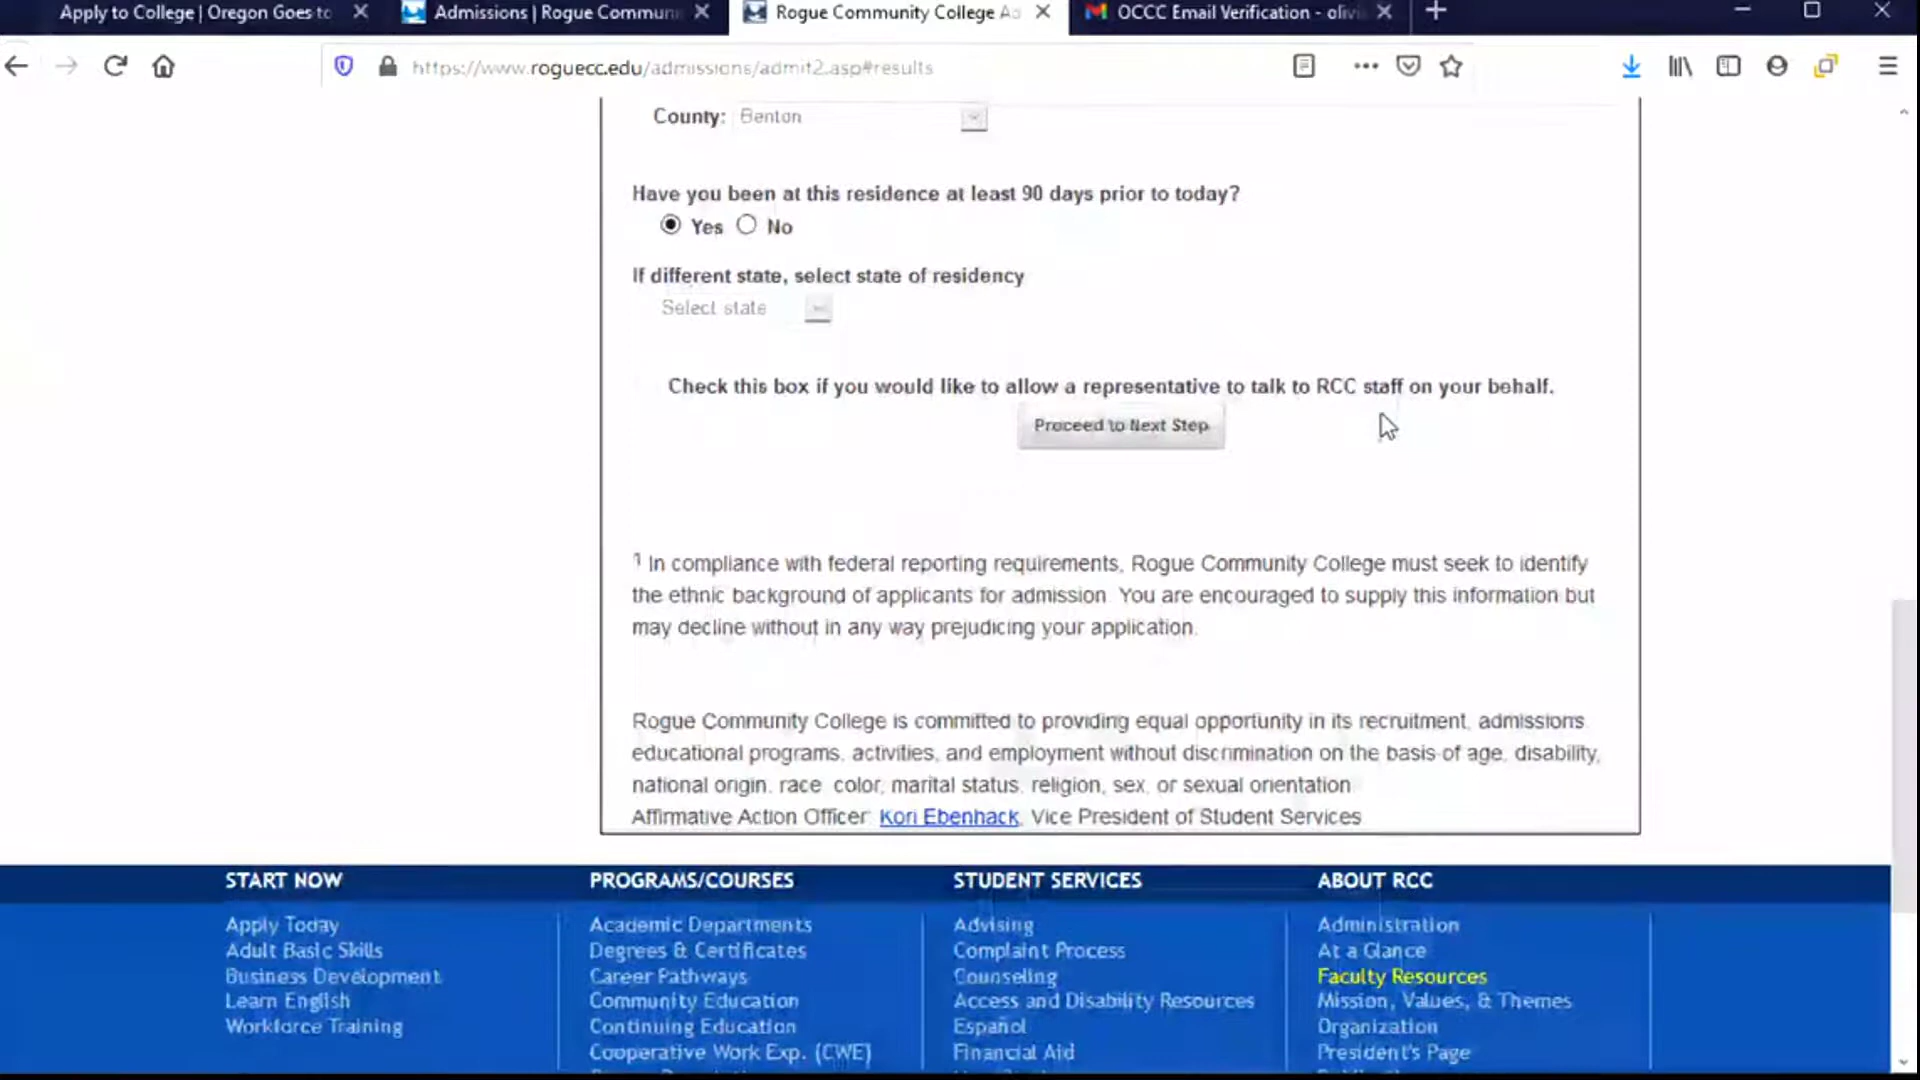 Apply to College | Oregon Goes to
Admissions | Rogue Commun
Rogue Community College Ad
OCCC Email Verification - olivi
https://www.roguecc.edu/admissions/admit2.asp#results
County: Benton
Have you been at this residence at least 90 days prior to today?
Yes No
If different state, select state of residency
Select state
Check this box if you would like to allow a representative to talk to RCC staff on your behalf.
Proceed to Next Step
1 In compliance with federal reporting requirements, Rogue Community College must seek to identify
the ethnic background of applicants for admission. You are encouraged to supply this information but
may decline without in any way prejudicing your application.
Rogue Community College is committed to providing equal opportunity in its recruitment, admissions
educational programs, activities, and employment without discrimination on the basis of age, disability,
national origin, race color, marital status, religion, sex, or sexual orientation
Affirmative Action Officer: Kori Ebenhack, Vice President of Student Services
START NOW PROGRAMS/COURSES STUDENT SERVICES ABOUT RCC
Apply Today Academic Departments Advising Administration
Adult Basic Skills Degrees & Certificates Complaint Process At a Glance
Business Development Career Pathways Counseling Faculty Resources
Learn English Community Education Access and Disability Resources Mission, Values, & Themes
Workforce Training Continuing Education Español Organization
Cooperative Work Exp. (CWE) Financial Aid President's Page